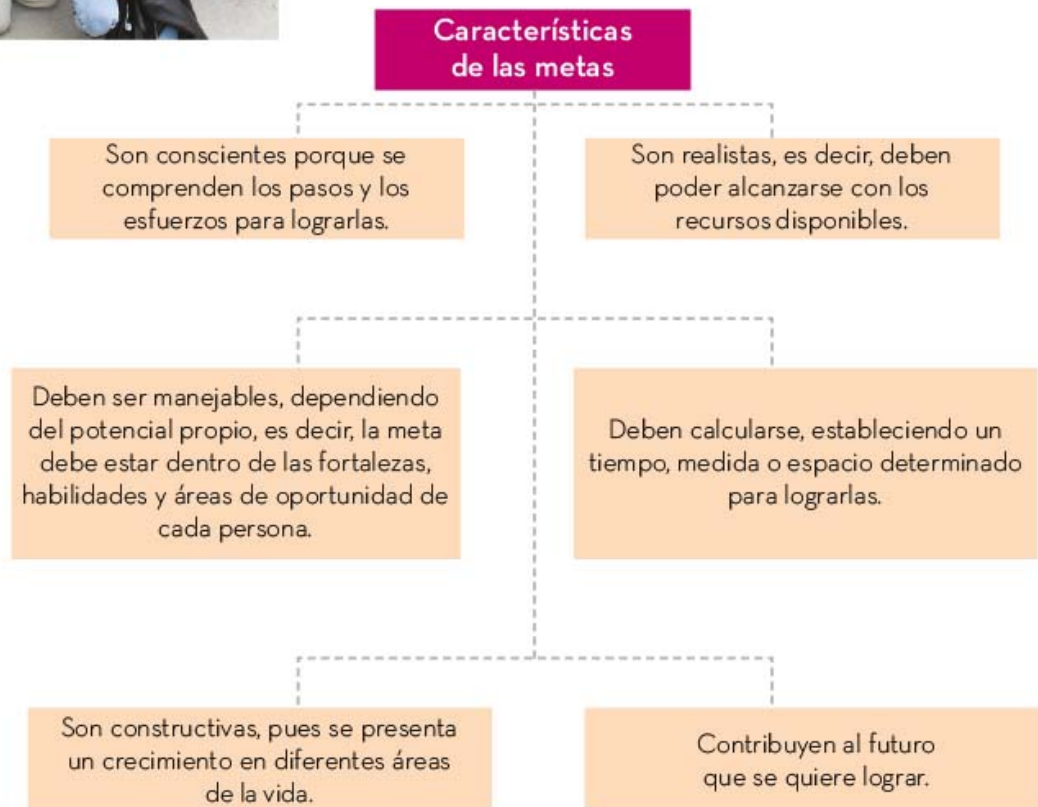 Características
de las metas
Son conscientes porque se
comprenden los pasos y los
esfuerzos para lograrlas.
Son realistas, es decir, deben
poder alcanzarse con los
recursos disponibles.
Deben ser manejables, dependiendo
del potencial propio, es decir, la meta
debe estar dentro de las fortalezas,
habilidades y áreas de oportunidad de
cada persona.
Deben calcularse, estableciendo un
tiempo, medida o espacio determinado
para lograrlas.
Son constructivas, pues se presenta
un crecimiento en diferentes áreas
de la vida.
Contribuyen al futuro
que se quiere lograr.